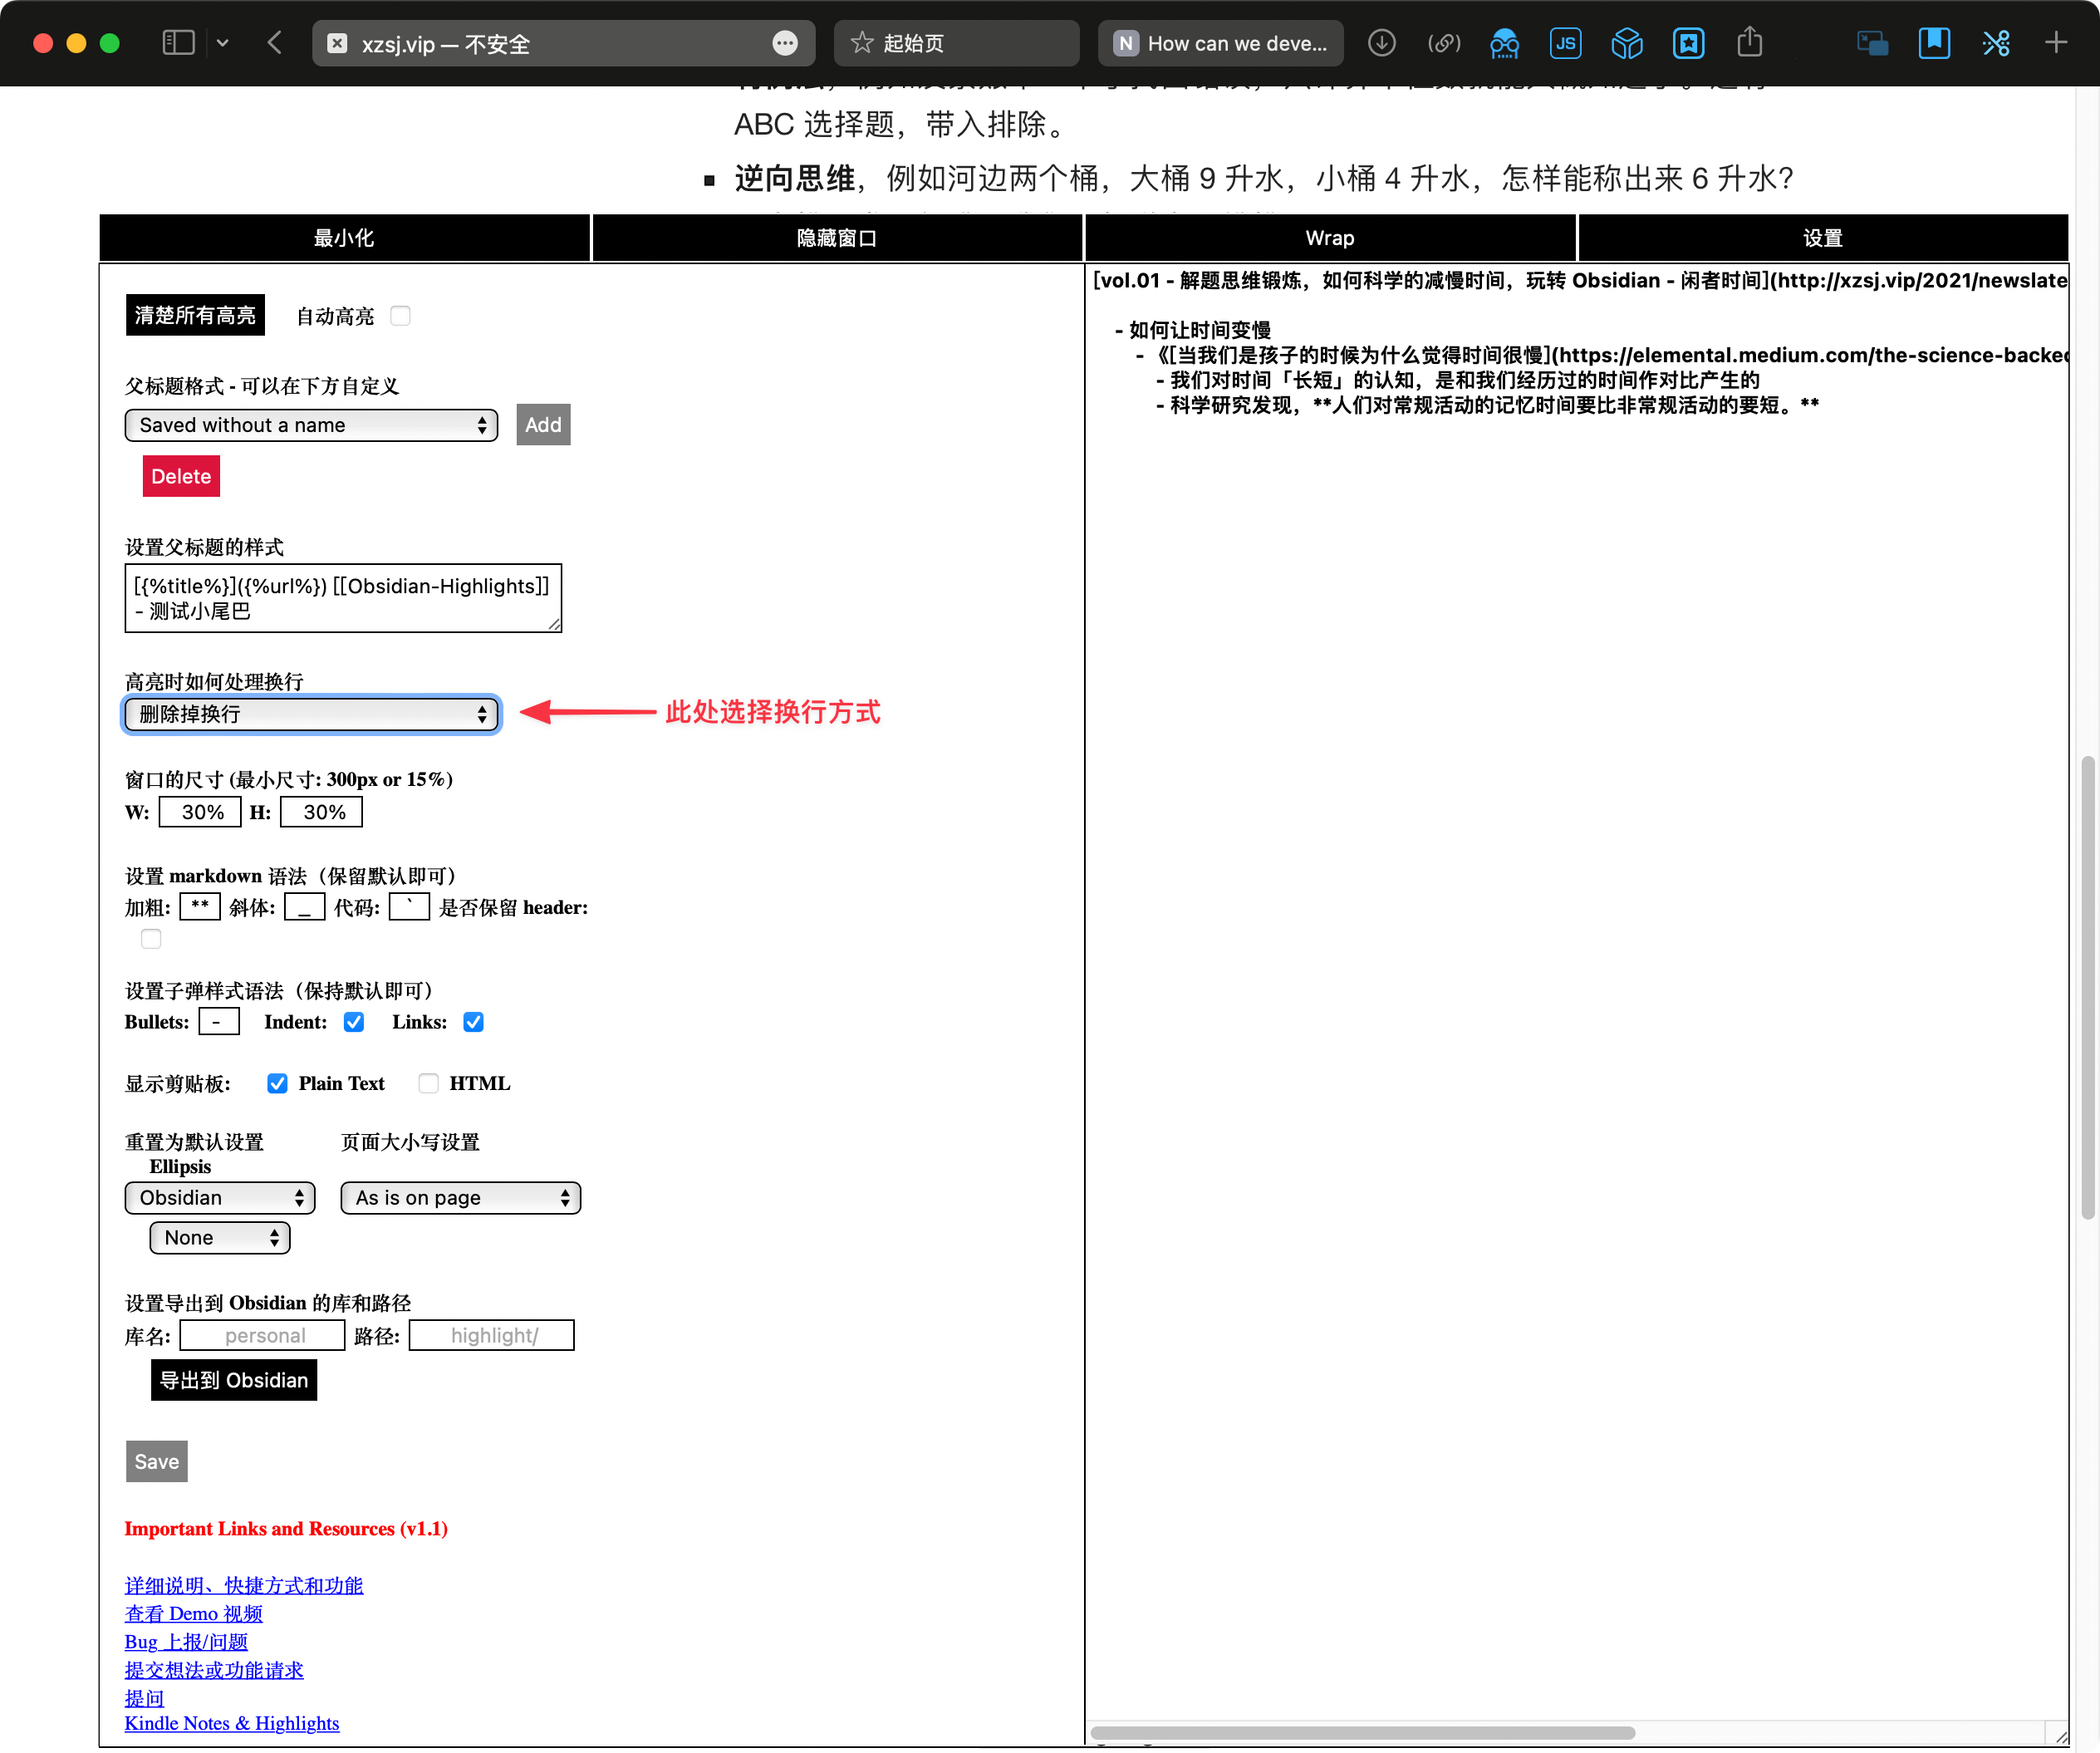 xzsj.vip — 不安全
起始页
N How can we deve...
JS
ABC 选择题，带入排除。
逆向思维，例如河边两个桶，大桶 9 升水，小桶 4 升水，怎样能称出来 6 升水?
最小化 隐藏窗口 Wrap 设置
清楚所有高亮 自动高亮
父标题格式 - 可以在下方自定义
Saved without a name Add
Delete
设置父标题的样式
[{%title%}]({%url%}) [[Obsidian-Highlights]]
- 测试小尾巴
高亮时如何处理换行
删除掉换行 此处选择换行方式
窗口的尺寸 (最小尺寸: 300px or 15%)
W: 30% H: 30%
设置 markdown 语法（保留默认即可）
加粗: ** 斜体: _ 代码: ` 是否保留 header:
设置子弹样式语法（保持默认即可）
Bullets: - Indent: Links:
显示剪贴板: Plain Text HTML
重置为默认设置 页面大小写设置
Ellipsis
Obsidian As is on page
None
设置导出到 Obsidian 的库和路径
库名: personal 路径: highlight/
导出到 Obsidian
Save
Important Links and Resources (v1.1)
详细说明、快捷方式和功能
查看 Demo 视频
Bug 上报/问题
提交想法或功能请求
提问
Kindle Notes & Highlights
[vol.01 - 解题思维锻炼，如何科学的减慢时间，玩转 Obsidian - 闲者时间](http://xzsj.vip/2021/newslate
- 如何让时间变慢
- 《[当我们是孩子的时候为什么觉得时间很慢](https://elemental.medium.com/the-science-backed
- 我们对时间「长短」的认知，是和我们经历过的时间作对比产生的
- 科学研究发现，**人们对常规活动的记忆时间要比非常规活动的要短。**